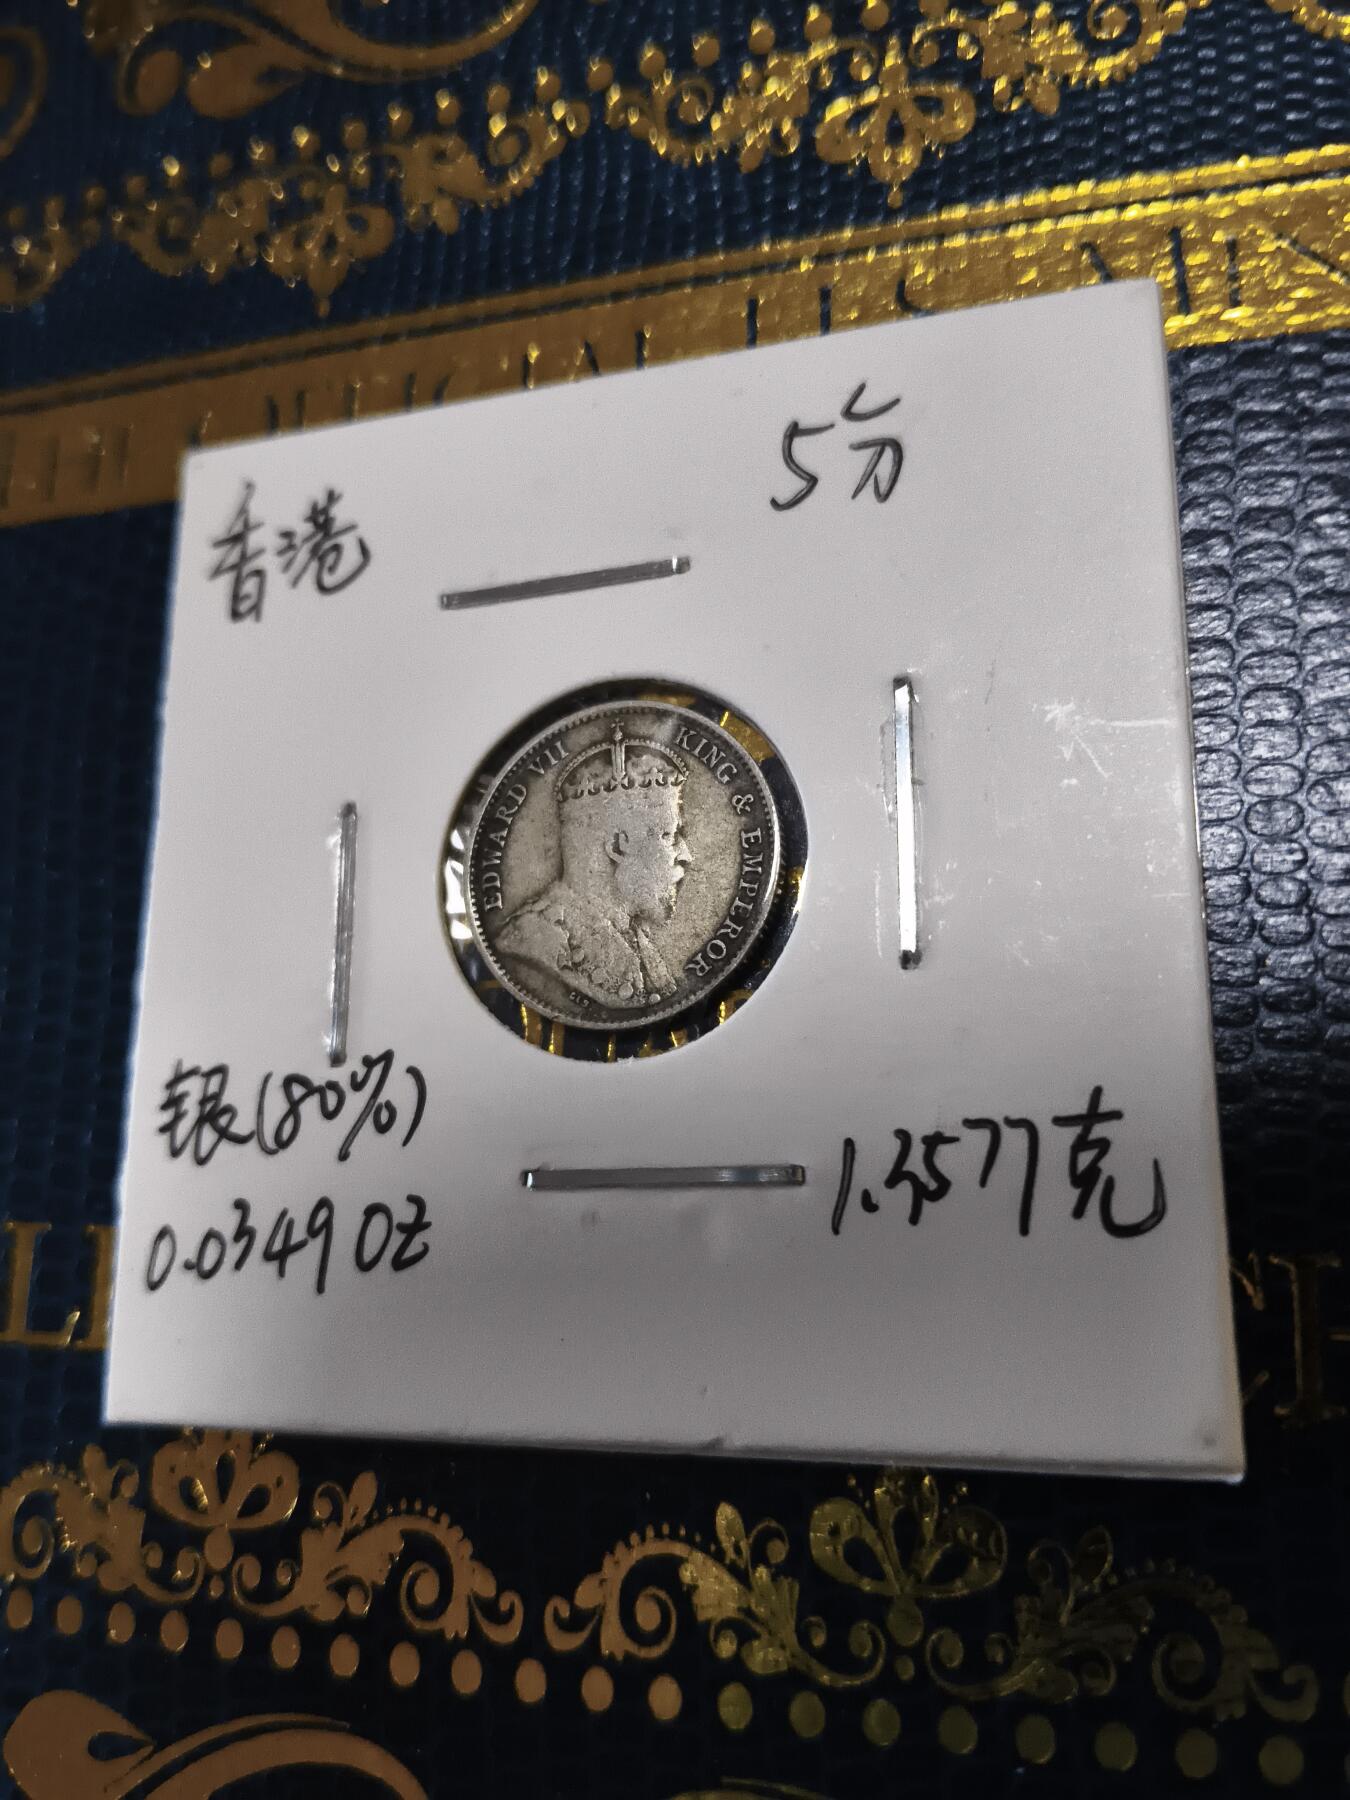 香港
5分
EDWARD VII KING & EMPEROR
银(80%)
0.0349 OZ
1.3577克